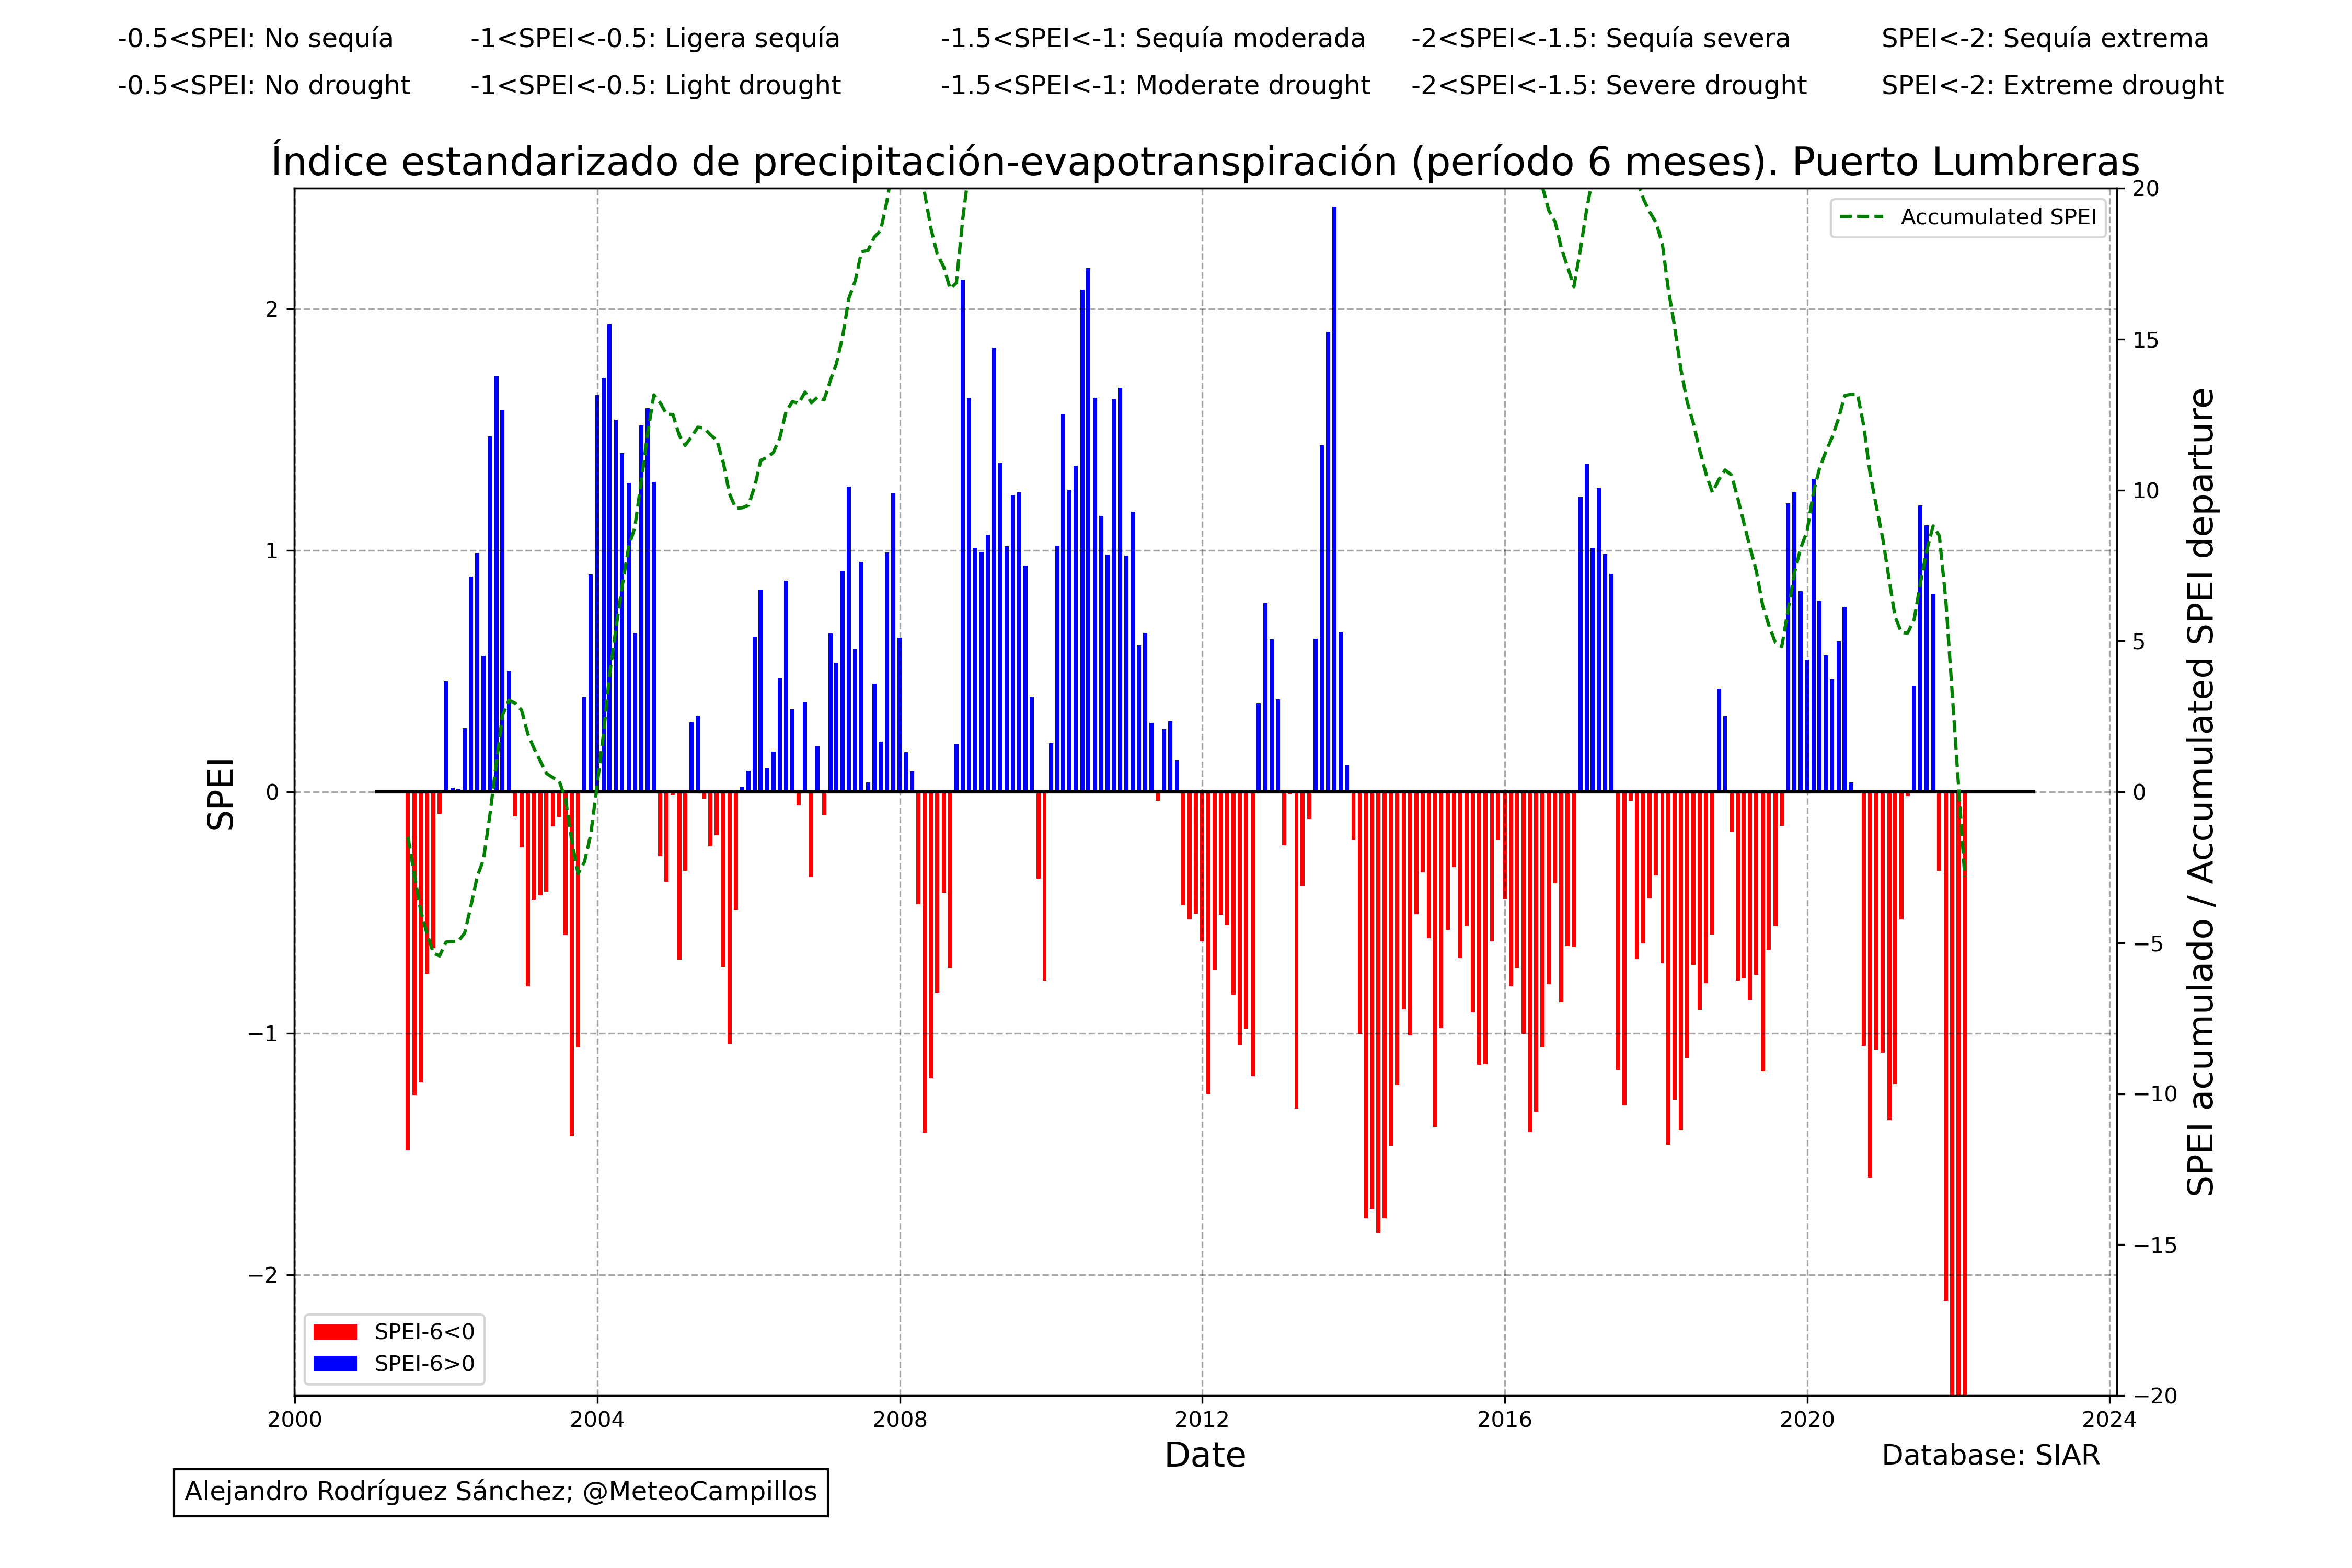 -0.5<SPEI: No sequía
-1<SPEI<-0.5: Ligera sequía
-1.5<SPEI<-1: Sequía moderada
-2<SPEI<-1.5: Sequía severa
SPEI<-2: Sequía extrema
-0.5<SPEI: No drought
-1<SPEI<-0.5: Light drought
-1.5<SPEI<-1: Moderate drought
-2<SPEI<-1.5: Severe drought
SPEI<-2: Extreme drought
Índice estandarizado de precipitación-evapotranspiración (período 6 meses). Puerto Lumbreras
Accumulated SPEI
SPEI
2
1
0
−1
−2
20
15
10
5
0
−5
−10
−15
−20
SPEI acumulado / Accumulated SPEI departure
SPEI-6<0
SPEI-6>0
2000
2004
2008
2012
2016
2020
2024
Date
Database: SIAR
Alejandro Rodríguez Sánchez; @MeteoCampillos